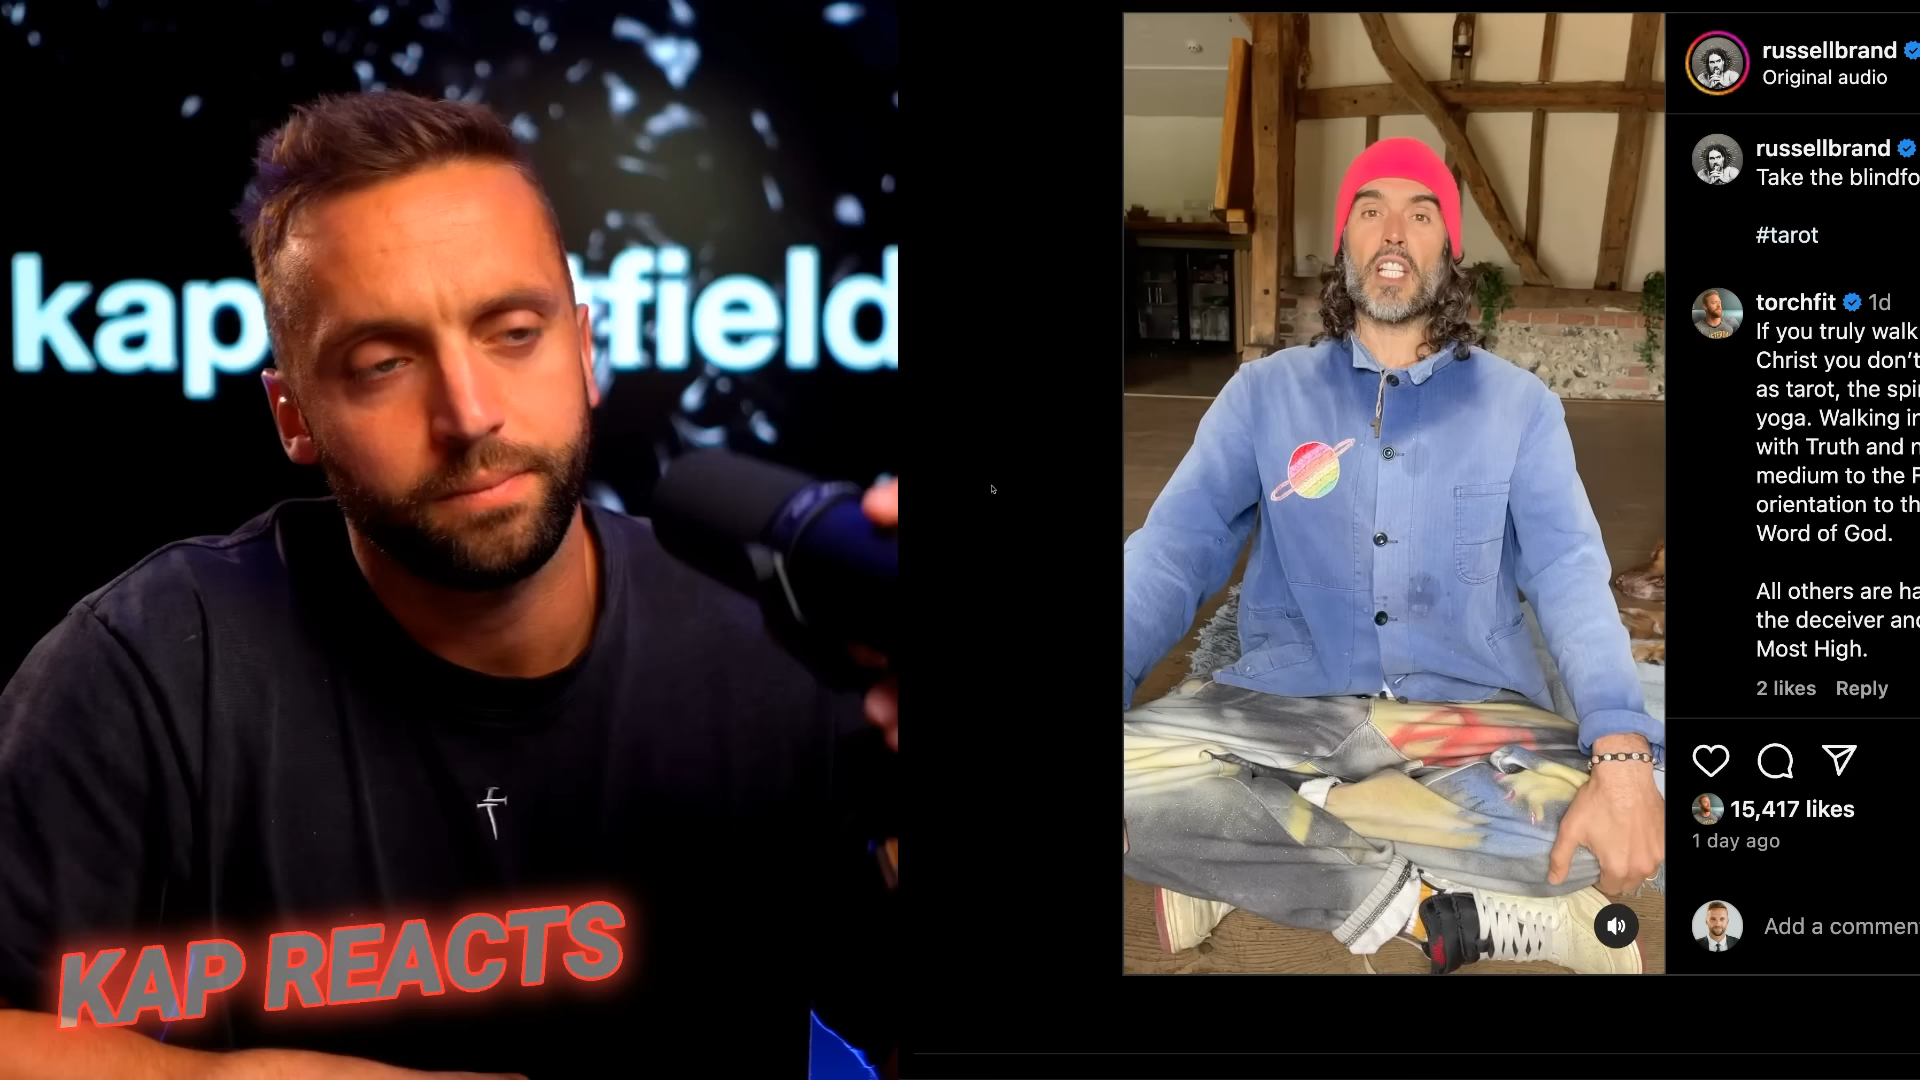 kap
tfield
KAP REACTS
russellbrand
Original audio
russellbrand
Take the blindfo
#tarot
torchfit 1d
If you truly walk
Christ you don't
as tarot, the spi
yoga. Walking in
with Truth and n
medium to the F
orientation to th
Word of God.
All others are ha
the deceiver and
Most High.
2 likes Reply
15,417 likes
1 day ago
Add a commen